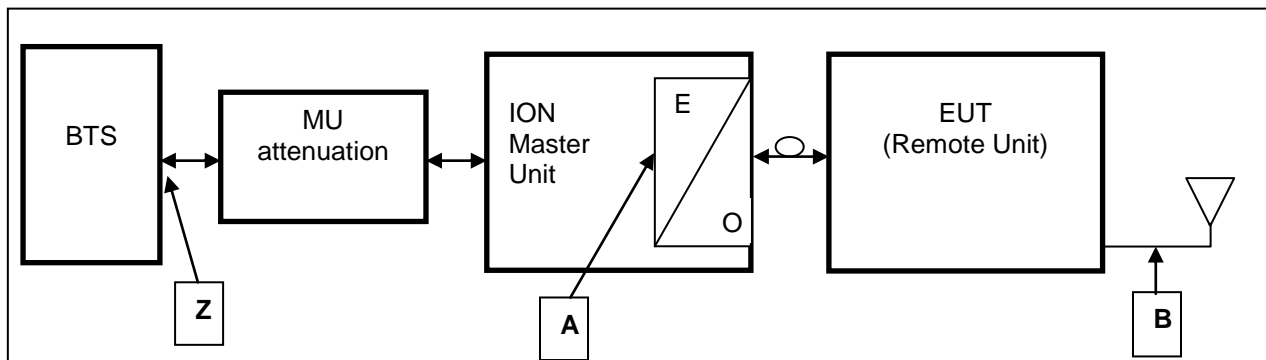 BTS
MU
attenuation
ION
Master
Unit
E
O
EUT
(Remote Unit)
Z
A
B